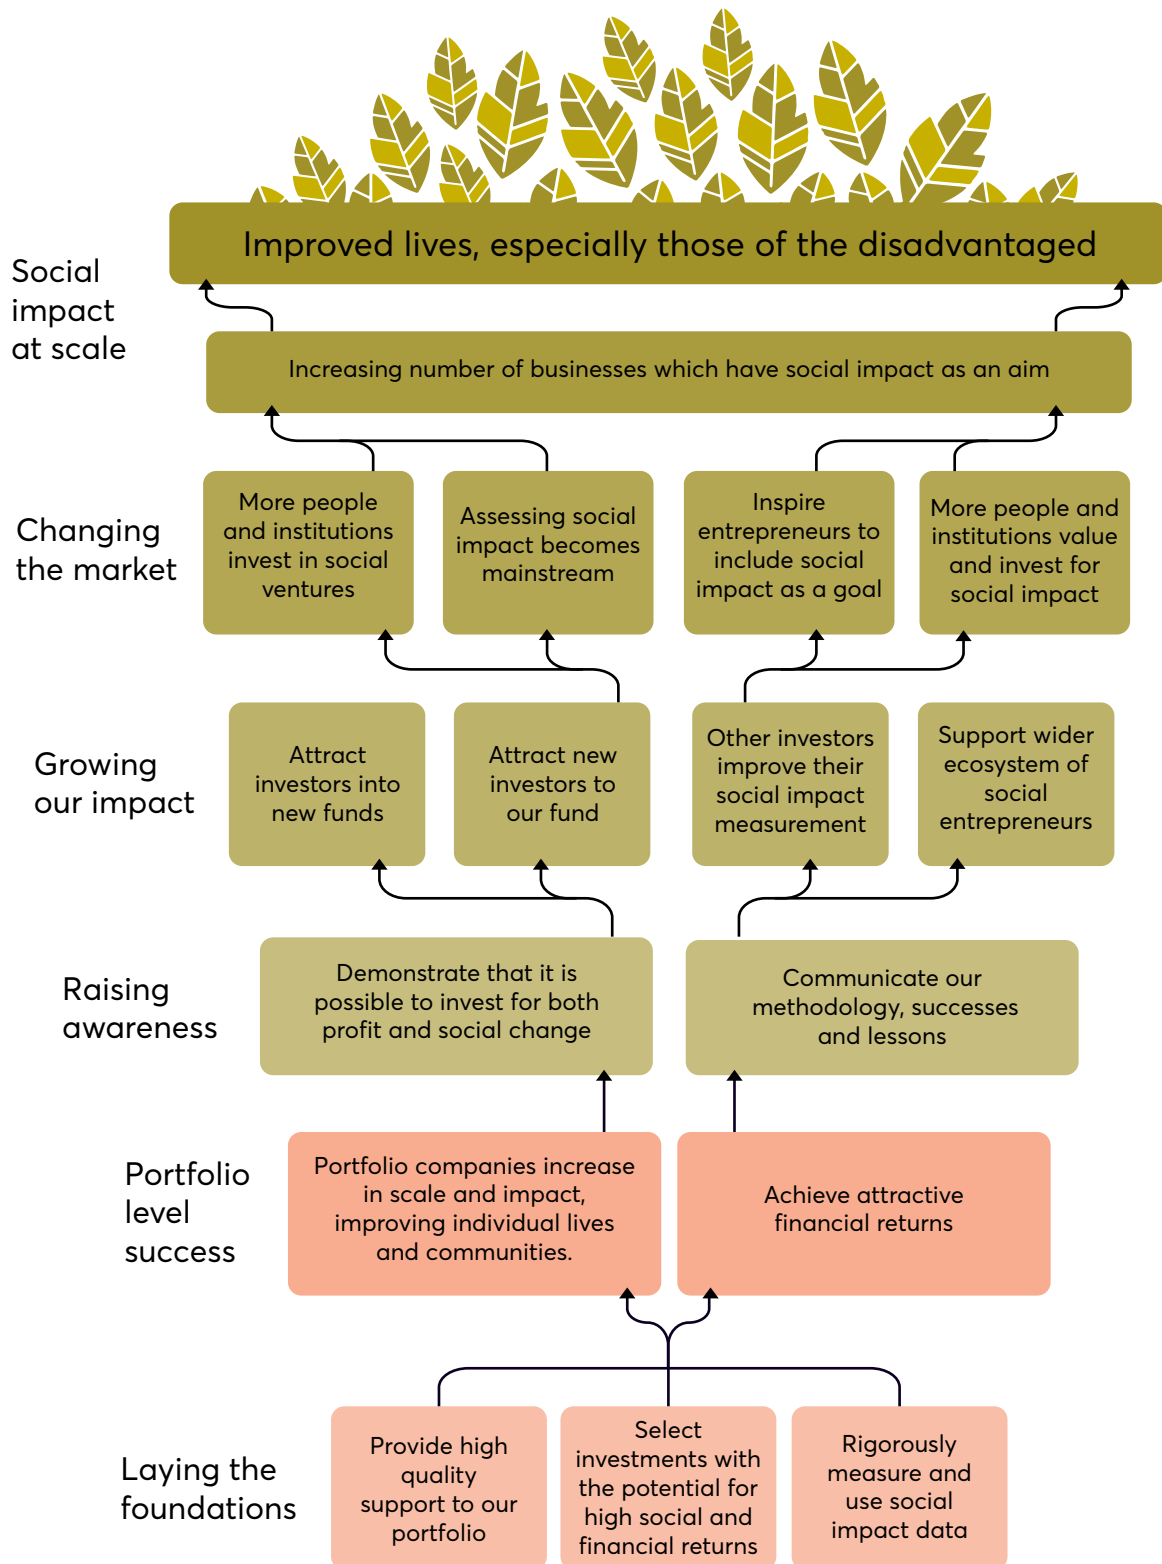 Improved lives, especially those of the disadvantaged
Social
impact
at scale
Increasing number of businesses which have social impact as an aim
Changing
the market
More people
and institutions
invest in social
ventures
Assessing social
impact becomes
mainstream
Inspire
entrepreneurs to
include social
impact as a goal
More people and
institutions value
and invest for
social impact
Growing
our impact
Attract
investors into
new funds
Attract new
investors to
our fund
Other investors
improve their
social impact
measurement
Support wider
ecosystem of
social
entrepreneurs
Raising
awareness
Demonstrate that it is
possible to invest for both
profit and social change
Communicate our
methodology, successes
and lessons
Portfolio
level
success
Portfolio companies increase
in scale and impact,
improving individual lives
and communities.
Achieve attractive
financial returns
Laying the
foundations
Provide high
quality
support to our
portfolio
Select
investments with
the potential for
high social and
financial returns
Rigorously
measure and
use social
impact data